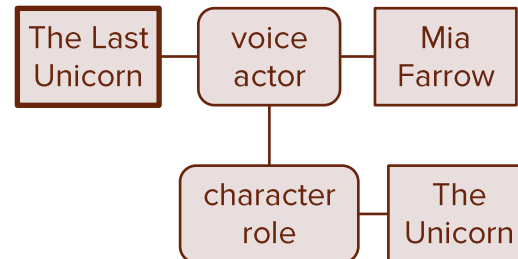 The Last
Unicorn
voice
actor
Mia
Farrow
character
role
The
Unicorn